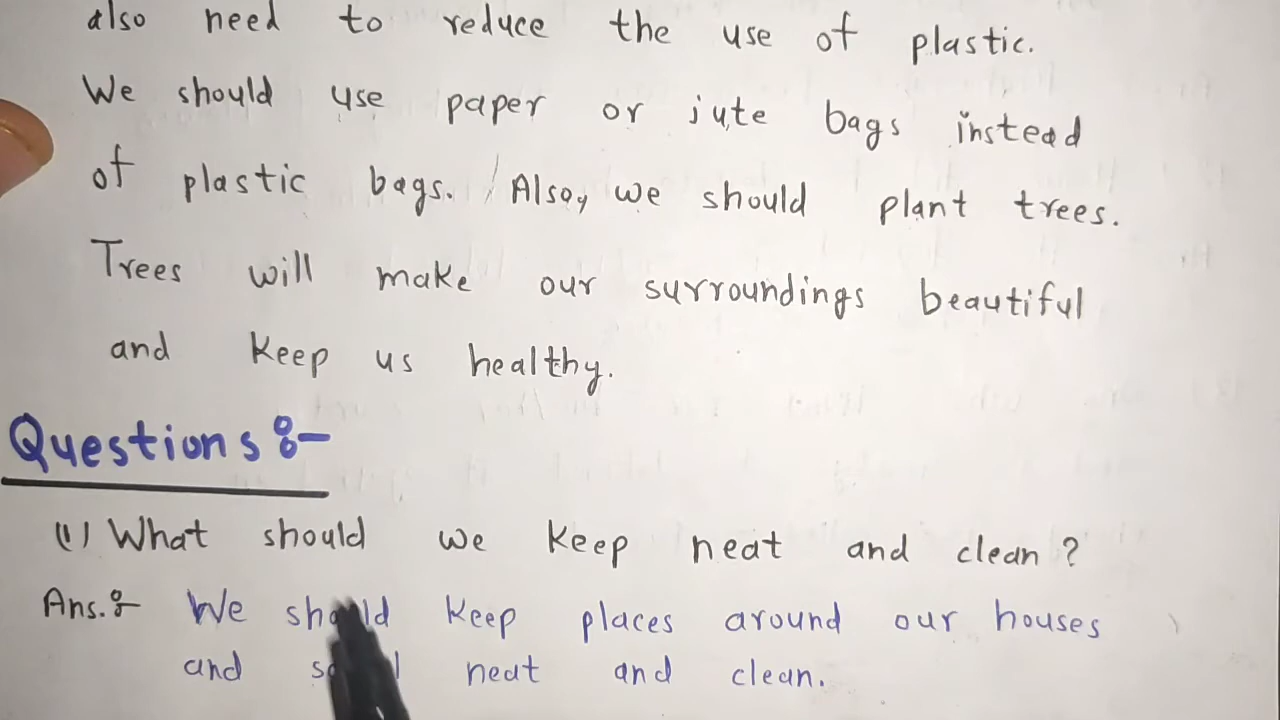 also need to reduce the use of plastic.
We should use paper or jute bags instead
of plastic bags. Also, we should plant trees.
Trees will make our surroundings beautiful
and keep us healthy.
Questions :-
(1) What should we keep neat and clean ?
Ans. :- We should keep places around our houses
and neat and clean.